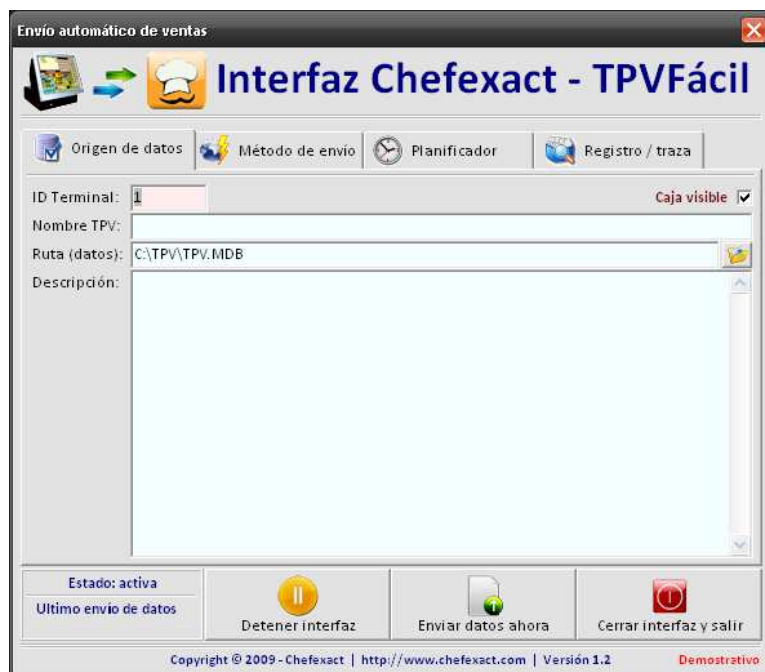 Envío automático de ventas
Interfaz Chefexact - TPVFácil
Origen de datos
Método de envío
Planificador
Registro / traza
ID Terminal: 1
Caja visible
Nombre TPV:
Ruta (datos): C:\TPV\TPV.MDB
Descripción:
Estado: activa
Ultimo envio de datos
Detener interfaz
Enviar datos ahora
Cerrar interfaz y salir
Copyright © 2009 - Chefexact | http://www.chefexact.com | Versión 1.2
Demostrativo